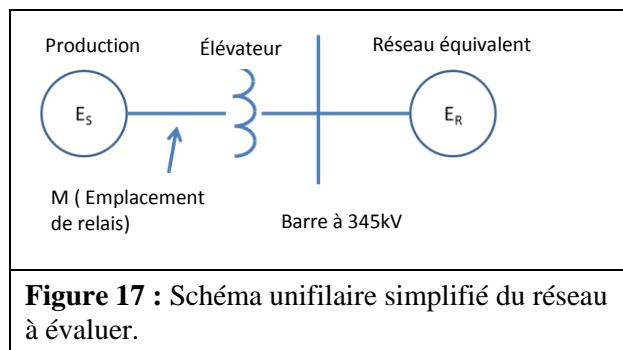 Production
Élévateur
Réseau équivalent
E_S
E_R
M ( Emplacement
de relais)
Barre à 345kV
Figure 17 : Schéma unifilaire simplifié du réseau
à évaluer.